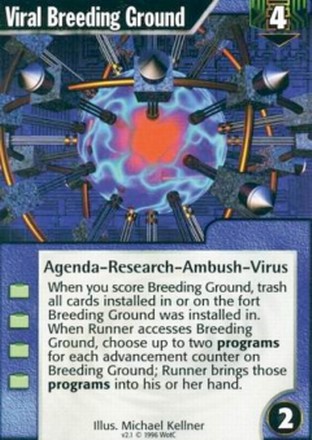 Viral Breeding Ground
4
Agenda-Research-Ambush-Virus
When you score Breeding Ground, trash
all cards installed in or on the fort
Breeding Ground was installed in.
When Runner accesses Breeding
Ground, choose up to two programs
for each advancement counter on
Breeding Ground; Runner brings those
programs into his or her hand.
Illus. Michael Kellner
v2.1 © 1996 WotC
2